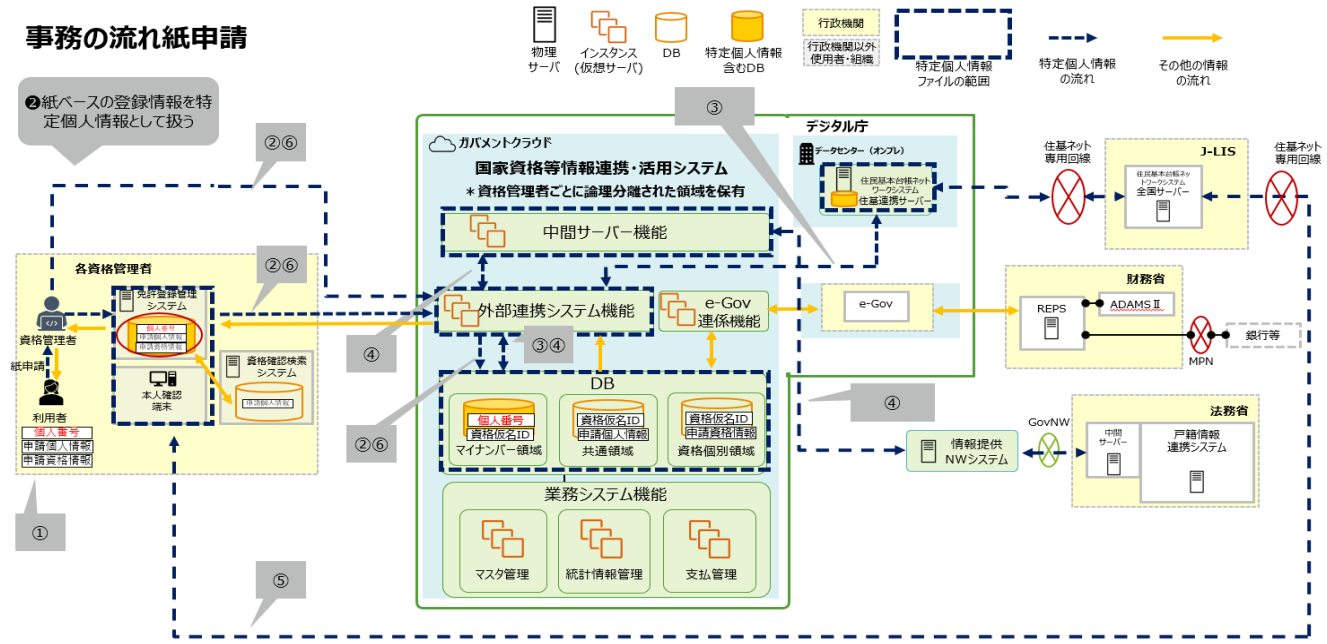 事務の流れ紙申請
物理
サーバ
インスタンス
(仮想サーバ)
DB
特定個人情報
含むDB
行政機関
行政機関以外
使用者・組織
特定個人情報
ファイルの範囲
特定個人情報
の流れ
その他の情報
の流れ
❷紙ベースの登録情報を特
定個人情報として扱う
②⑥
③
ガバメントクラウド
国家資格等情報連携・活用システム
＊資格管理者ごとに論理分離された領域を保有
デジタル庁
データセンター（オンプレ）
住民基本台帳ネット
ワークシステム
住基連携サーバー
住基ネット
専用回線
J-LIS
住民基本台帳ネッ
トワークシステム
全国サーバー
住基ネット
専用回線
中間サーバー機能
各資格管理者
②⑥
免許登録管理
システム
個人番号
申請個人情報
申請資格情報
資格管理者
紙申請
利用者
個人番号
申請個人情報
申請資格情報
本人確認
端末
資格確認検索
システム
申請個人情報
④
外部連携システム機能
e-Gov
連係機能
e-Gov
財務省
REPS
ADAMSⅡ
MPN
銀行等
③④
②⑥
DB
個人番号
資格仮名ID
マイナンバー領域
資格仮名ID
申請個人情報
共通領域
資格仮名ID
申請資格情報
資格個別領域
④
情報提供
NWシステム
GovNW
法務省
中間
サーバー
戸籍情報
連携システム
業務システム機能
マスタ管理
統計情報管理
支払管理
①
⑤